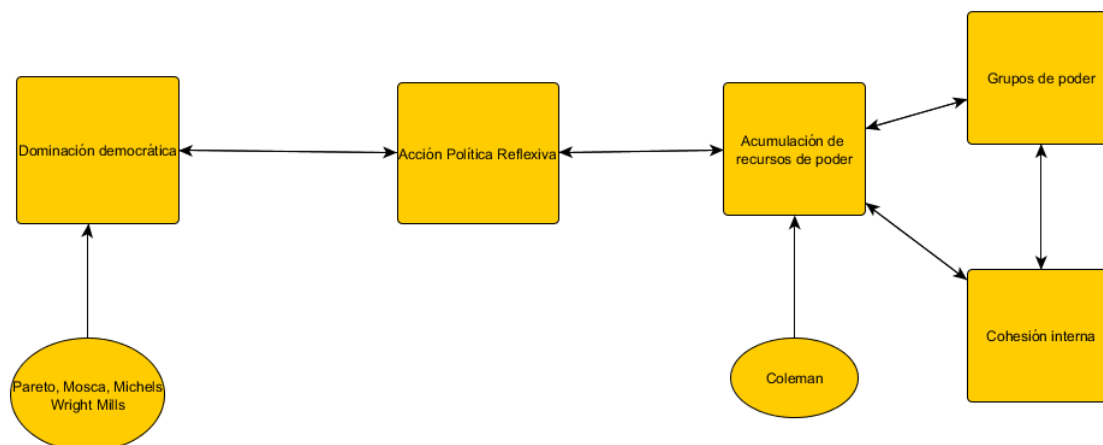 Dominación democrática
Acción Política Reflexiva
Acumulación de
recursos de poder
Grupos de poder
Cohesión interna
Pareto, Mosca, Michels
Wright Mills
Coleman